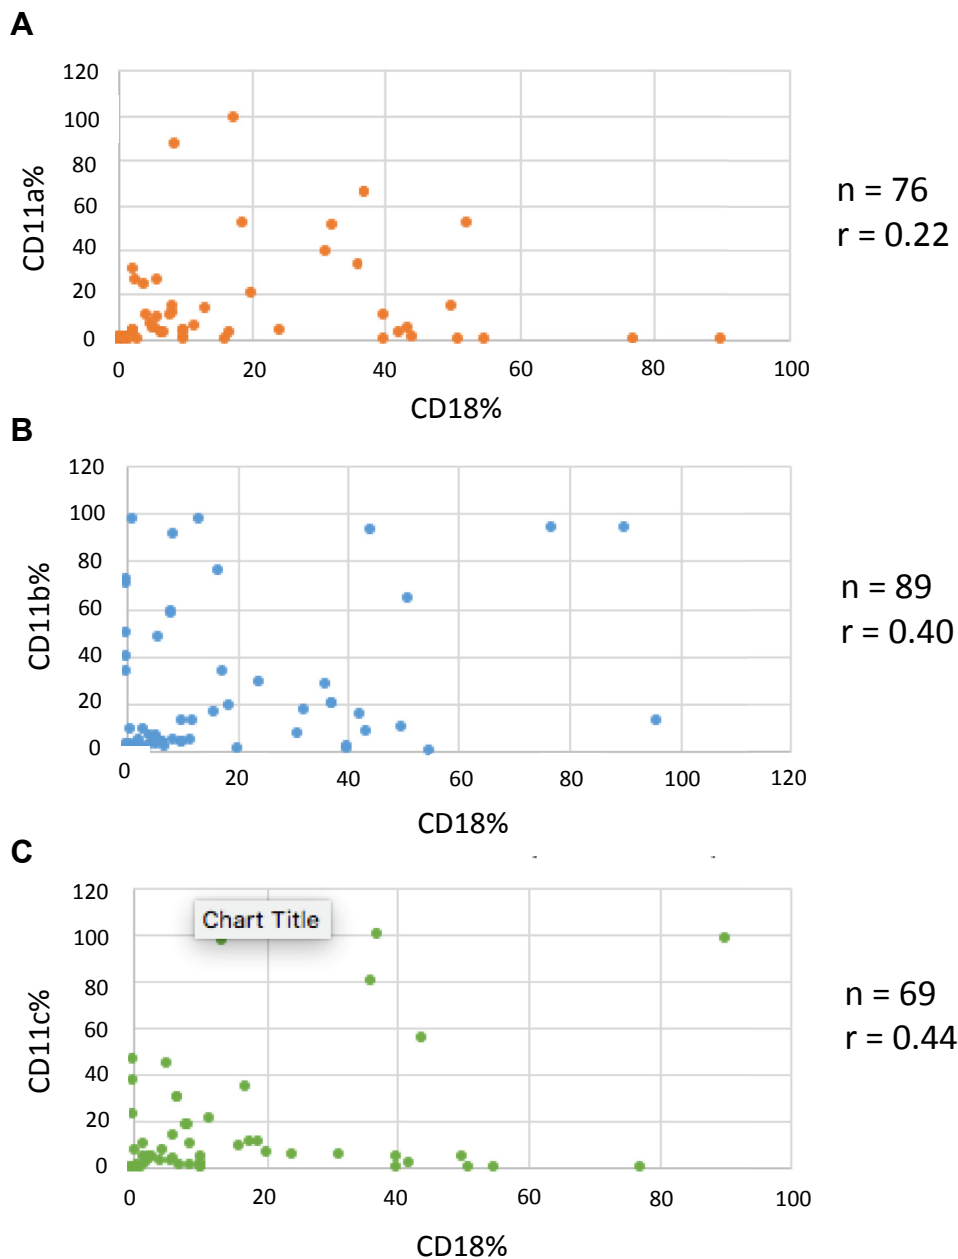 A
120
100
80
60
40
20
0
CD11a%
0 20 40 60 80 100
CD18%
n = 76
r = 0.22
B
120
100
80
60
40
20
0
CD11b%
0 20 40 60 80 100 120
CD18%
n = 89
r = 0.40
C
Chart Title
120
100
80
60
40
20
0
CD11c%
0 20 40 60 80 100
CD18%
n = 69
r = 0.44